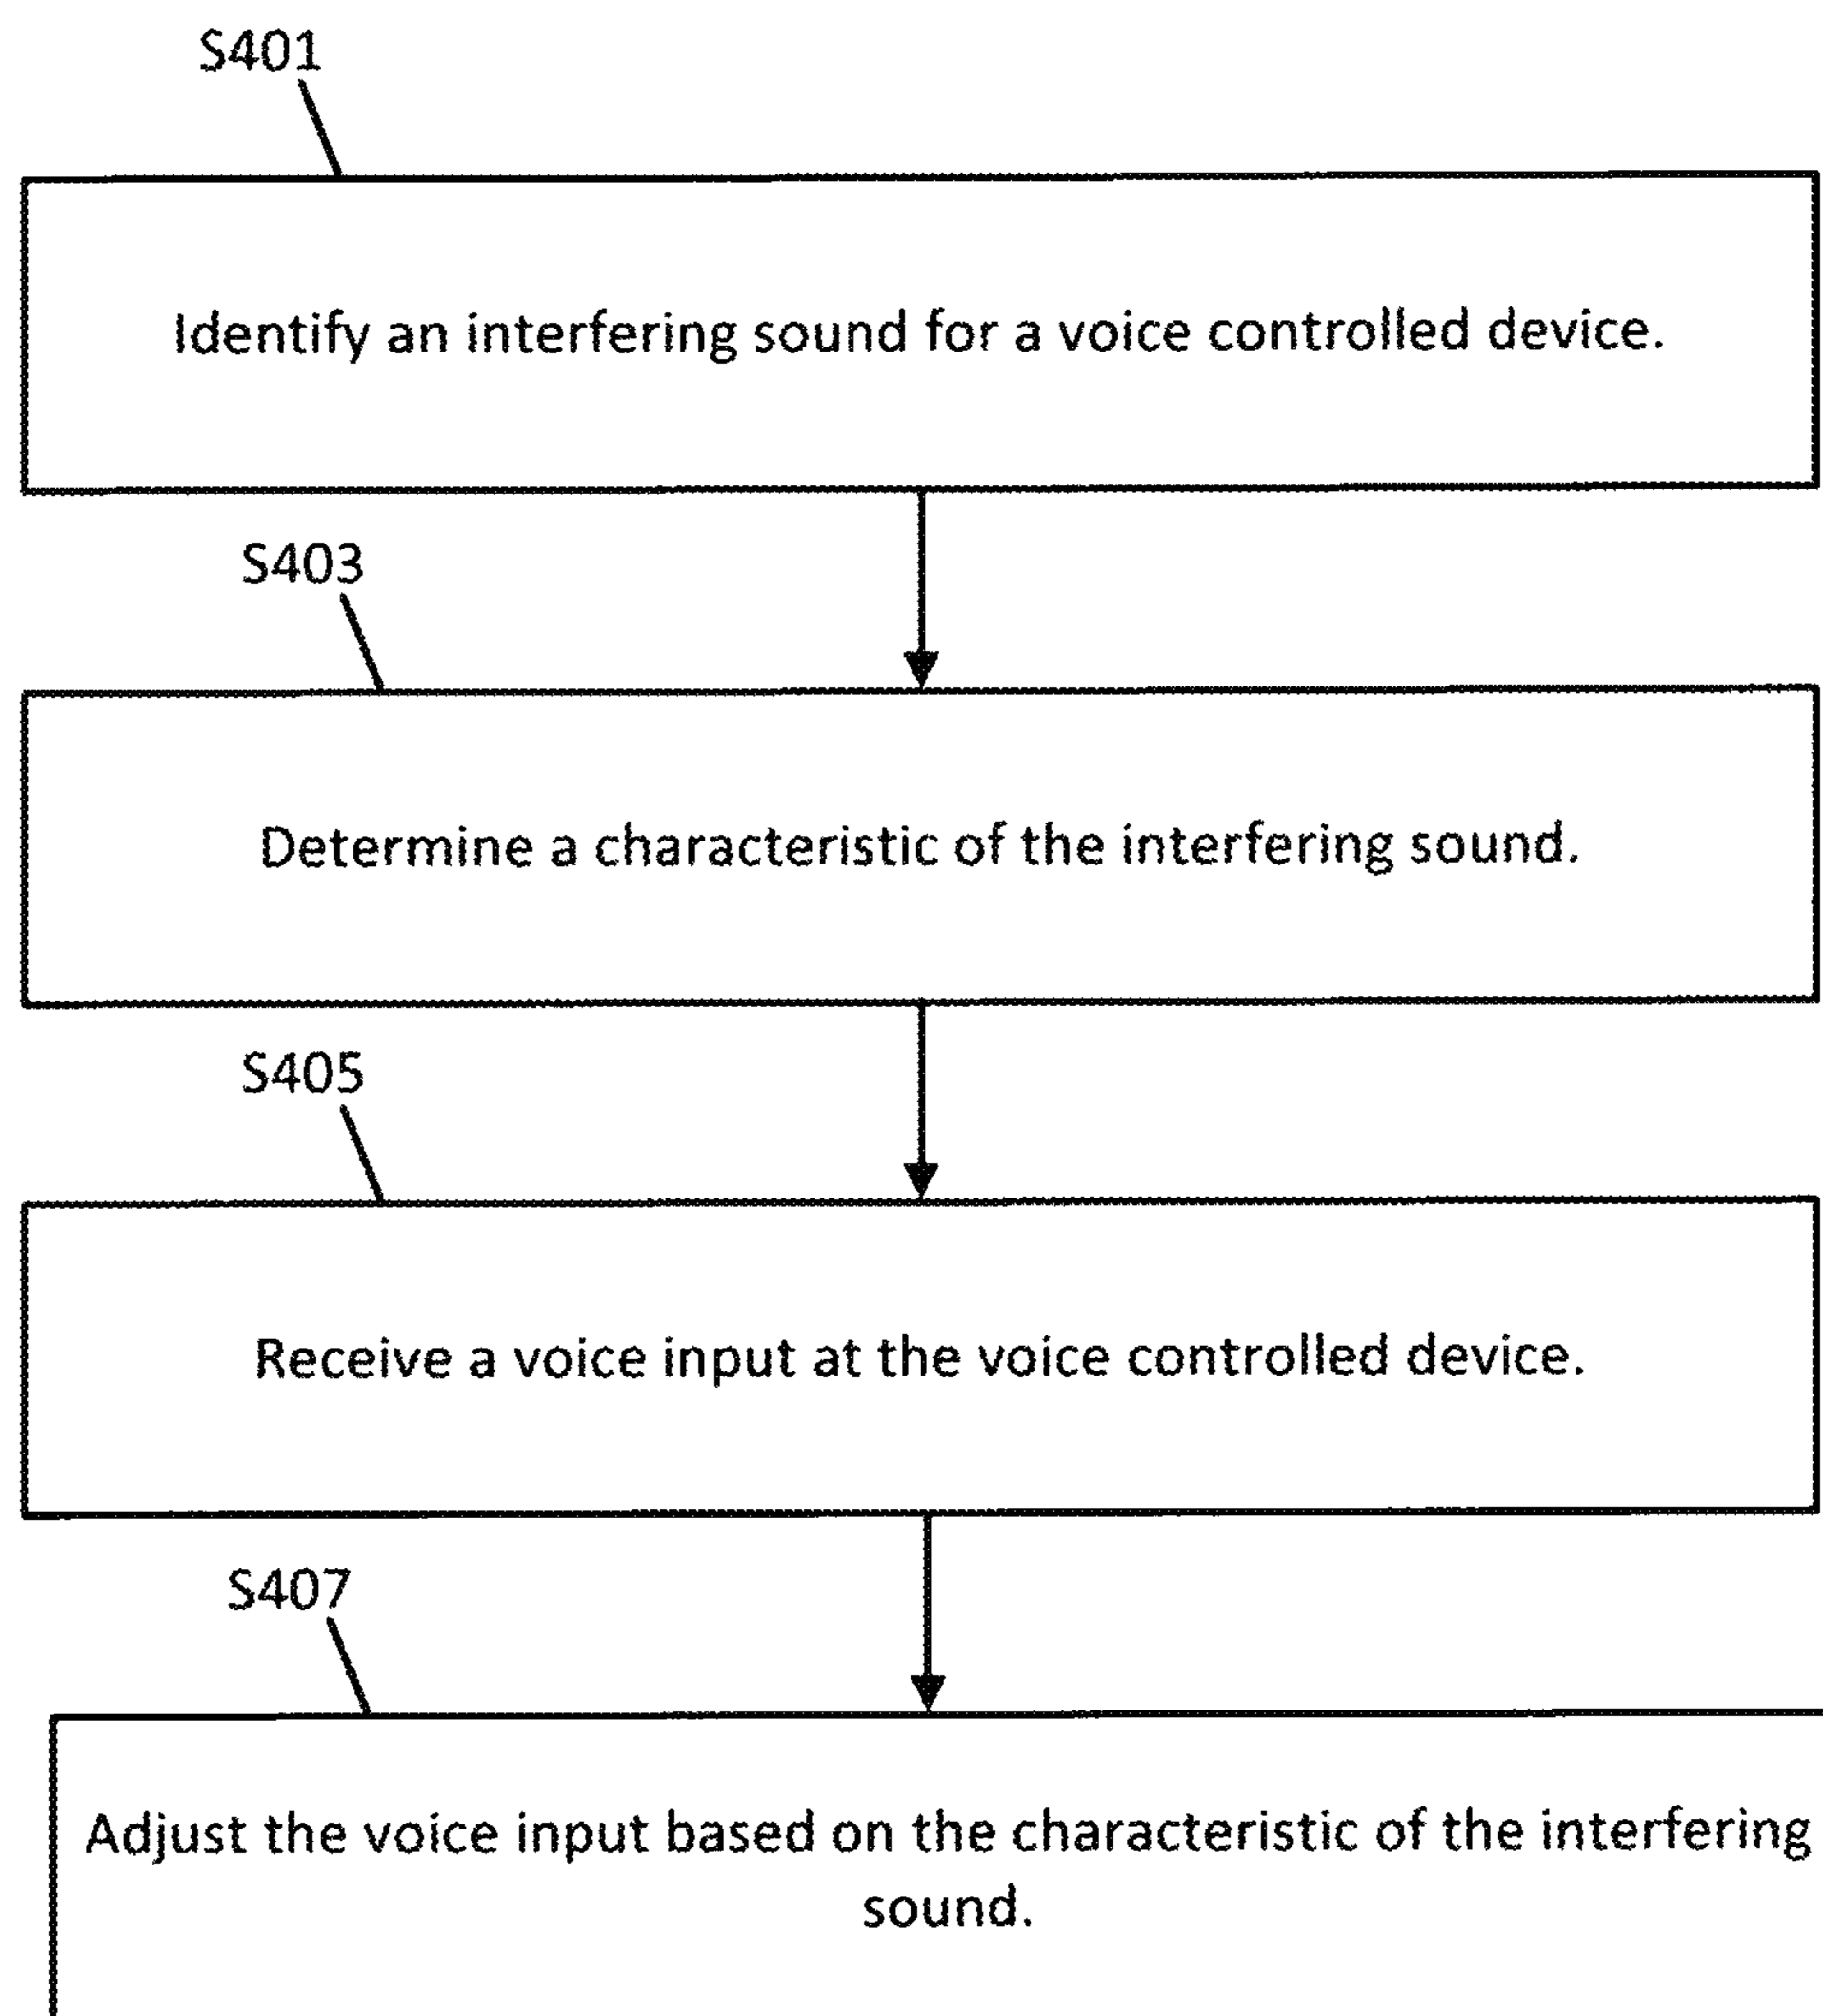 S401
Identify an interfering sound for a voice controlled device.
S403
Determine a characteristic of the interfering sound.
S405
Receive a voice input at the voice controlled device.
S407
Adjust the voice input based on the characteristic of the interfering
sound.